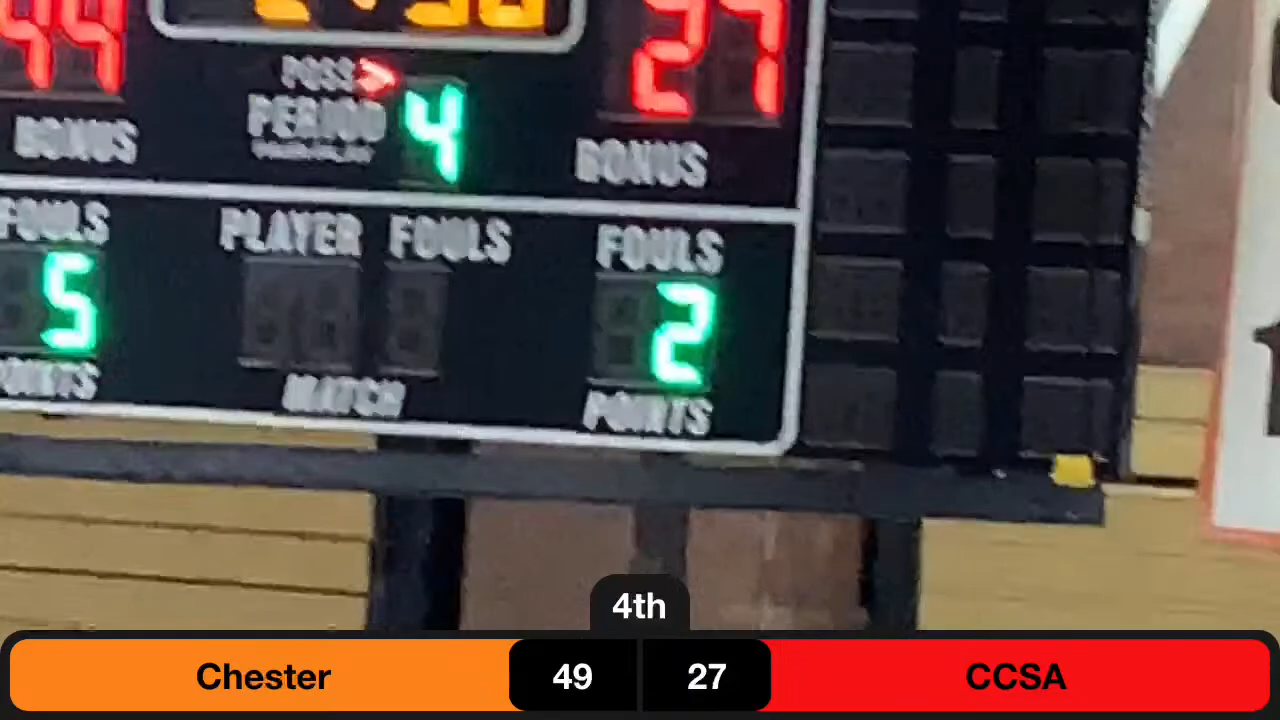 27
POSS >
PERIOD 4
BONUS BONUS
FOULS PLAYER FOULS FOULS
5 2
POINTS MATCH POINTS
4th
Chester 49 27 CCSA